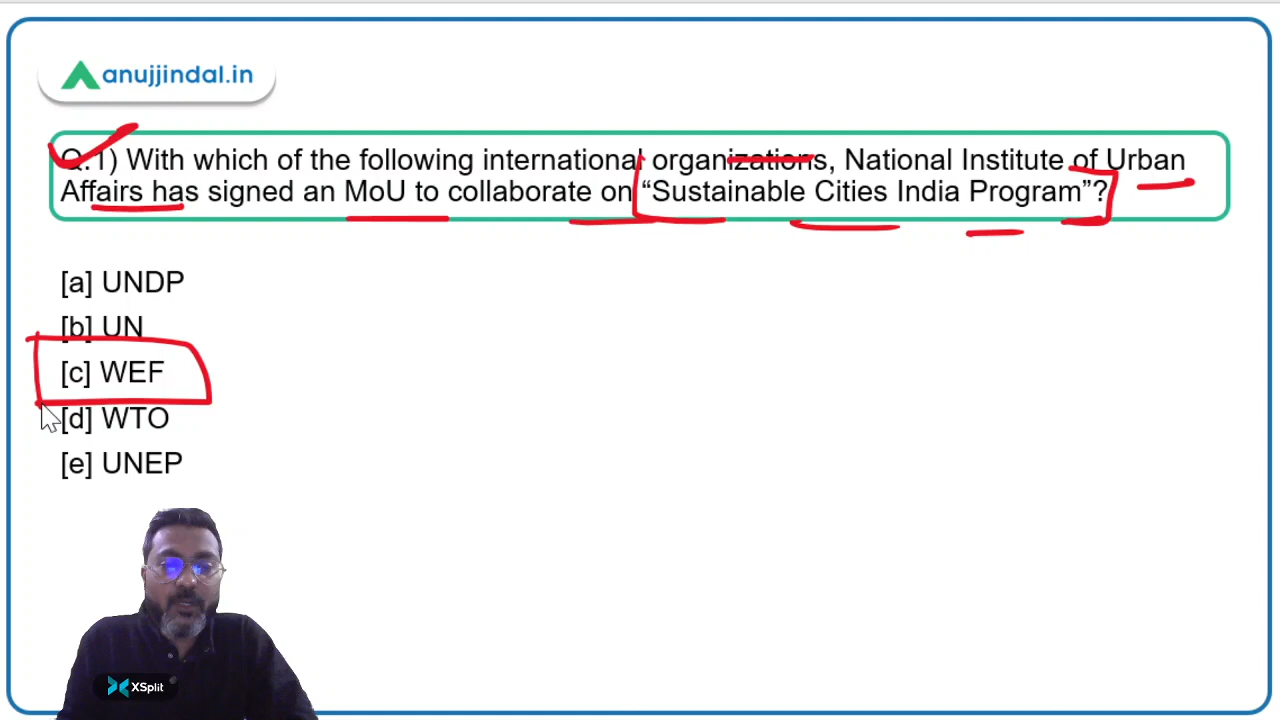 anujjindal.in
Q.1) With which of the following international organizations, National Institute of Urban
Affairs has signed an MoU to collaborate on “Sustainable Cities India Program”?
[a] UNDP
[b] UN
[c] WEF
[d] WTO
[e] UNEP
XSplit